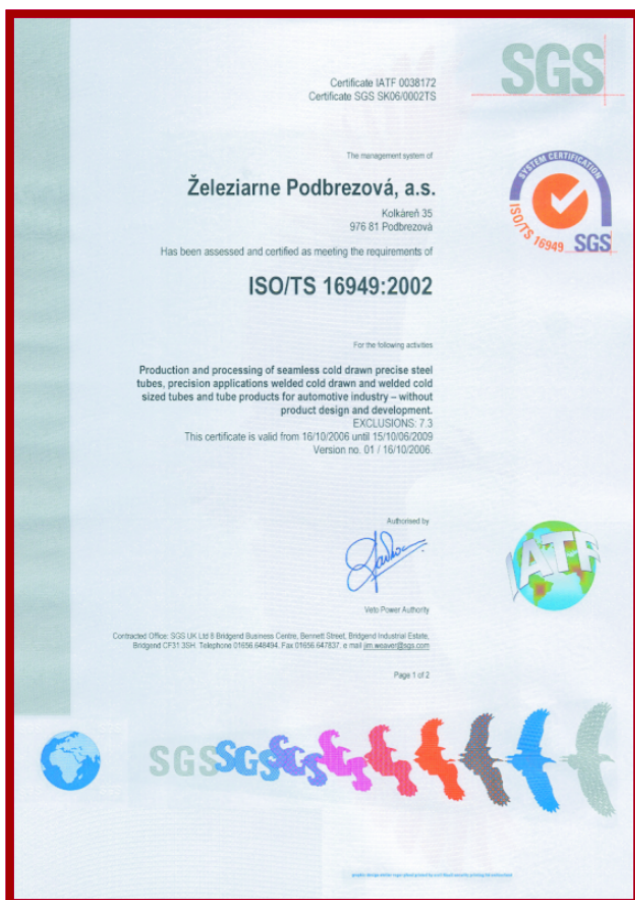 SGS
Certificate IATF 0038172
Certificate SGS SK06/0002TS
The management system of
Železiarne Podbrezová, a.s.
Kolkáreň 35
976 81 Podbrezová
Has been assessed and certified as meeting the requirements of
ISO/TS 16949:2002
SYSTEM CERTIFICATION
ISO/TS 16949 SGS
For the following activities
Production and processing of seamless cold drawn precise steel
tubes, precision applications welded cold drawn and welded cold
sized tubes and tube products for automotive industry – without
product design and development.
EXCLUSIONS: 7.3
This certificate is valid from 16/10/2006 until 15/10/06/2009
Version no. 01 / 16/10/2006.
Authorised by
IATF
Veto Power Authority
Contracted Office: SGS UK Ltd 8 Bridgend Business Centre, Bennett Street, Bridgend Industrial Estate,
Bridgend CF31 3SH. Telephone 01656.648494, Fax 01656.647837. e mail jim.weaver@sgs.com
Page 1 of 2
SGSSGSSGS